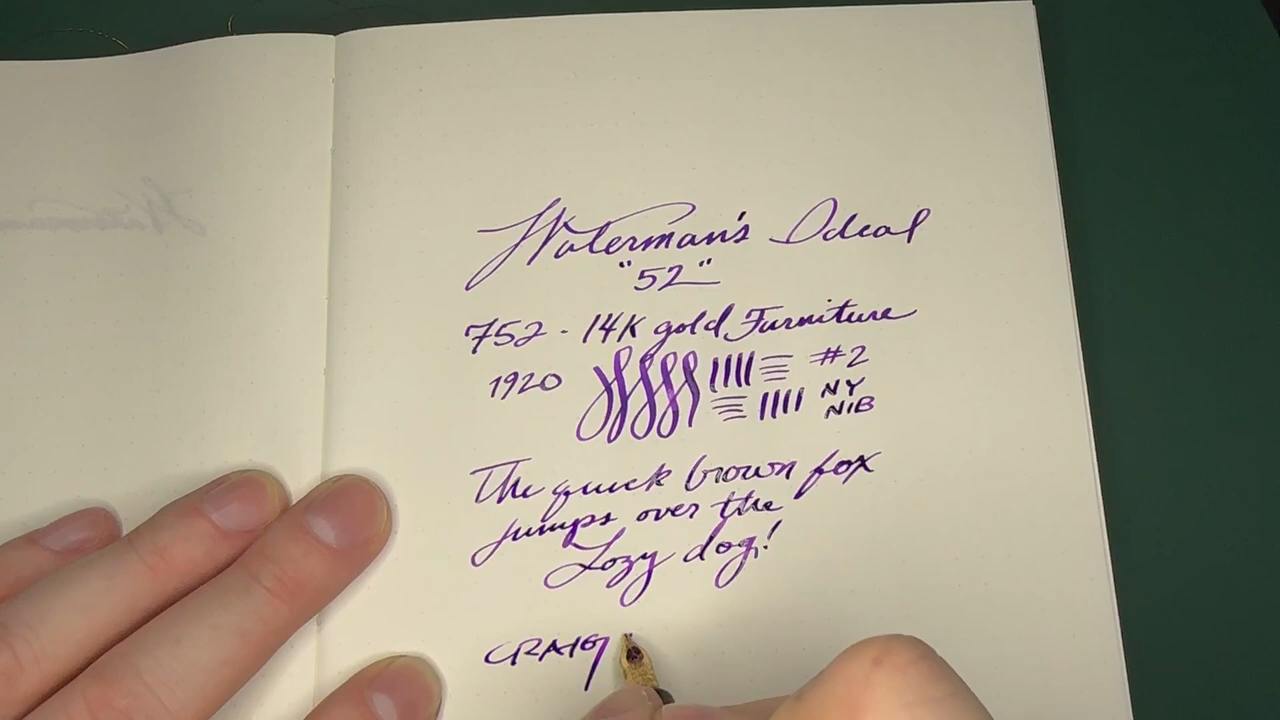 Waterman's Ideal
"52"
752 - 14K gold Furniture
1920
#2
NY
NIB
The quick brown fox
jumps over the
Lazy dog!
CRAIG